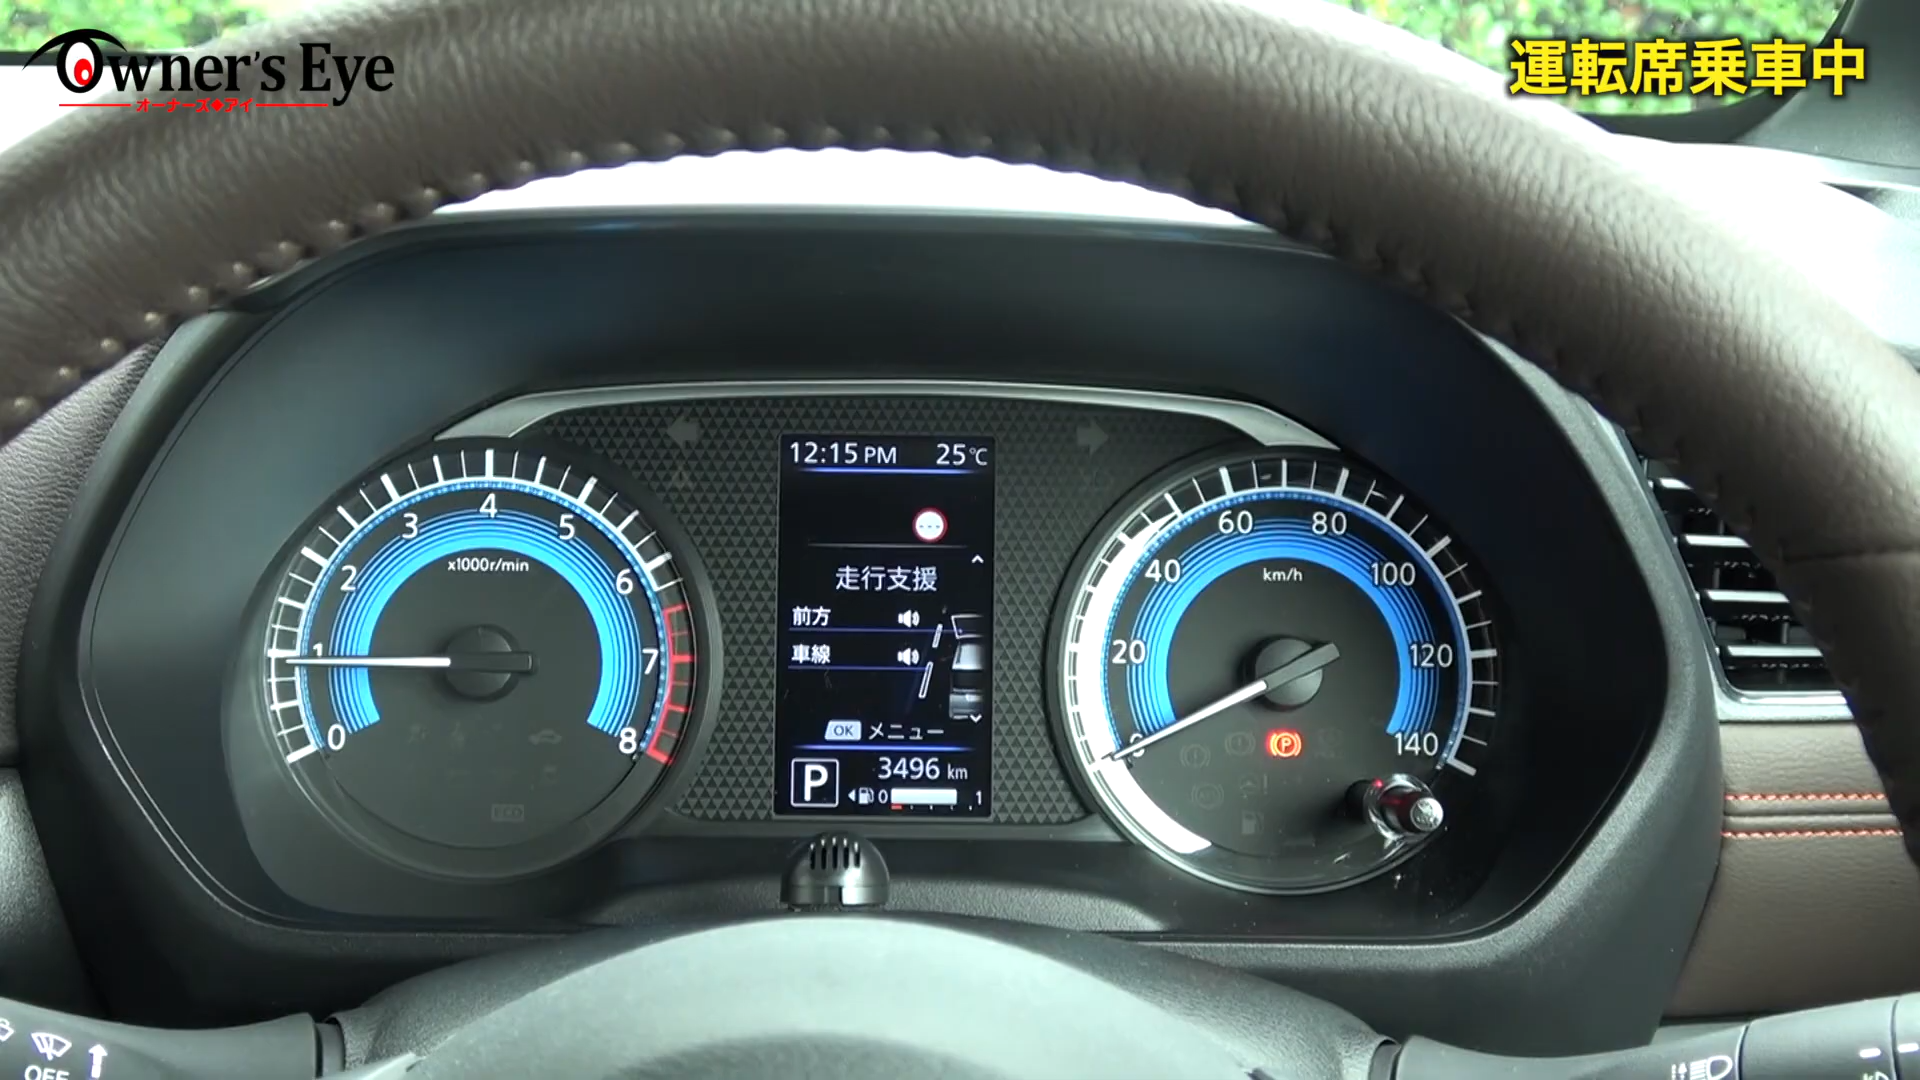 Owner's Eye
オーナーズ◆アイ
運転席乗車中
12:15 PM 25℃
走行支援
前方
車線
OK メニュー
P
3496 km
0 1
x1000r/min
0 1 2 3 4 5 6 7 8
km/h
0 20 40 60 80 100 120 140
P
OFF